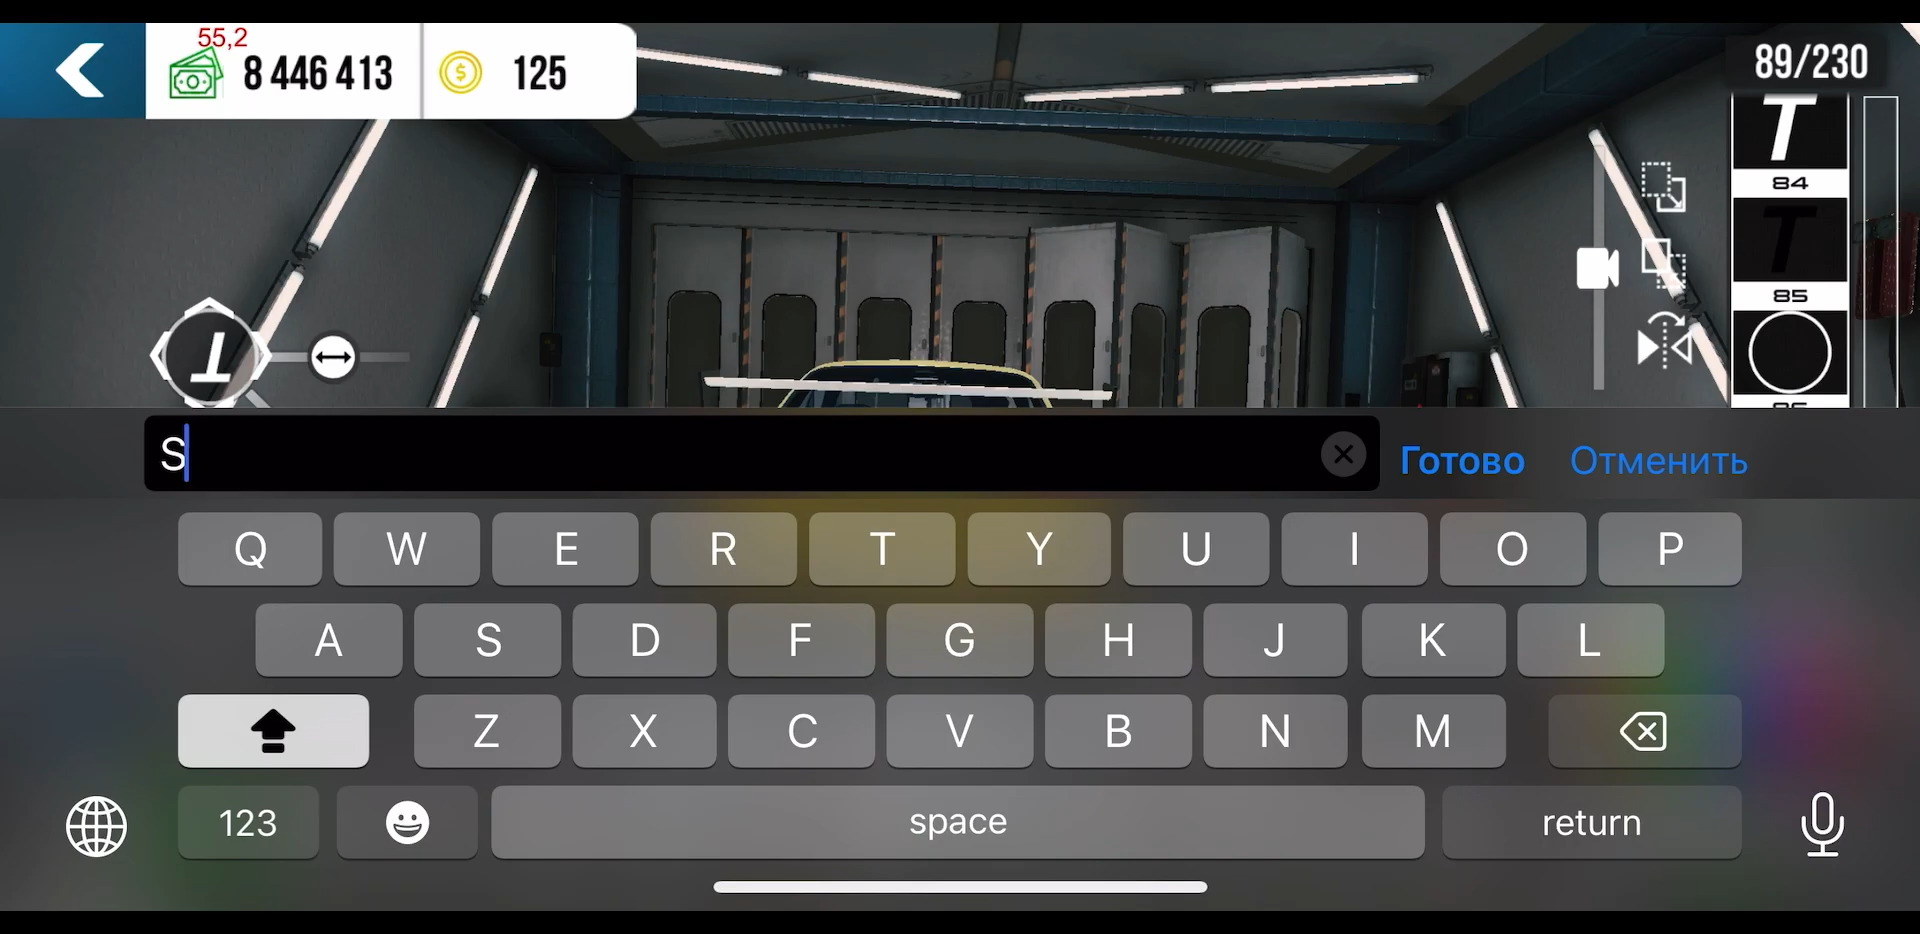 55,2
8 446 413
125
89/230
T
84
T
85
T
S
Готово
Отменить
Q W E R T Y U I O P
A S D F G H J K L
Z X C V B N M
123
space
return